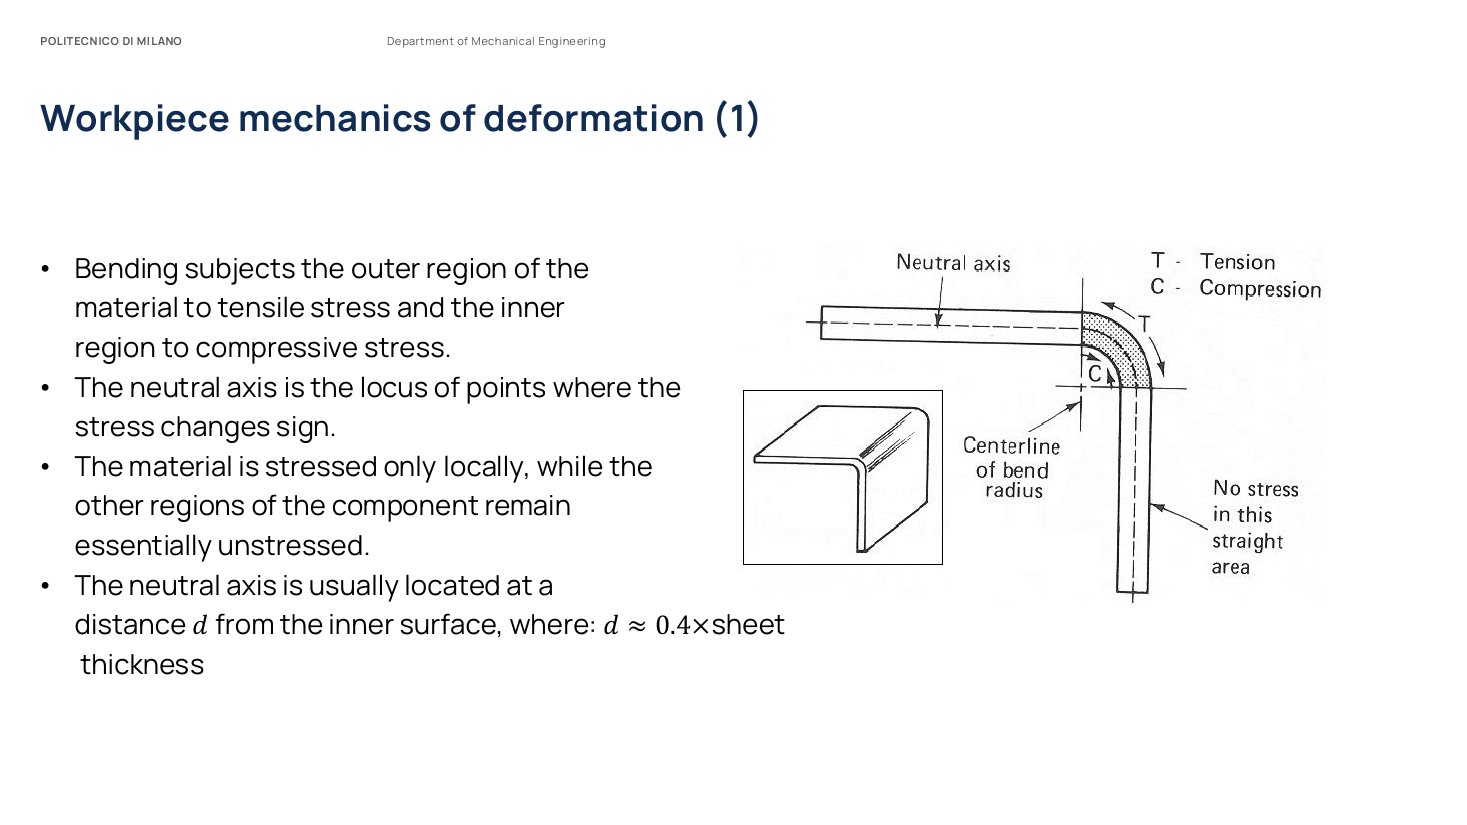 POLITECNICO DI MILANO
Department of Mechanical Engineering
Workpiece mechanics of deformation (1)
• Bending subjects the outer region of the
material to tensile stress and the inner
region to compressive stress.
• The neutral axis is the locus of points where the
stress changes sign.
• The material is stressed only locally, while the
other regions of the component remain
essentially unstressed.
• The neutral axis is usually located at a
distance 𝑑 from the inner surface, where: 𝑑 ≈ 0.4×sheet
thickness
Neutral axis
T - Tension
C - Compression
T
C
Centerline
of bend
radius
No stress
in this
straight
area